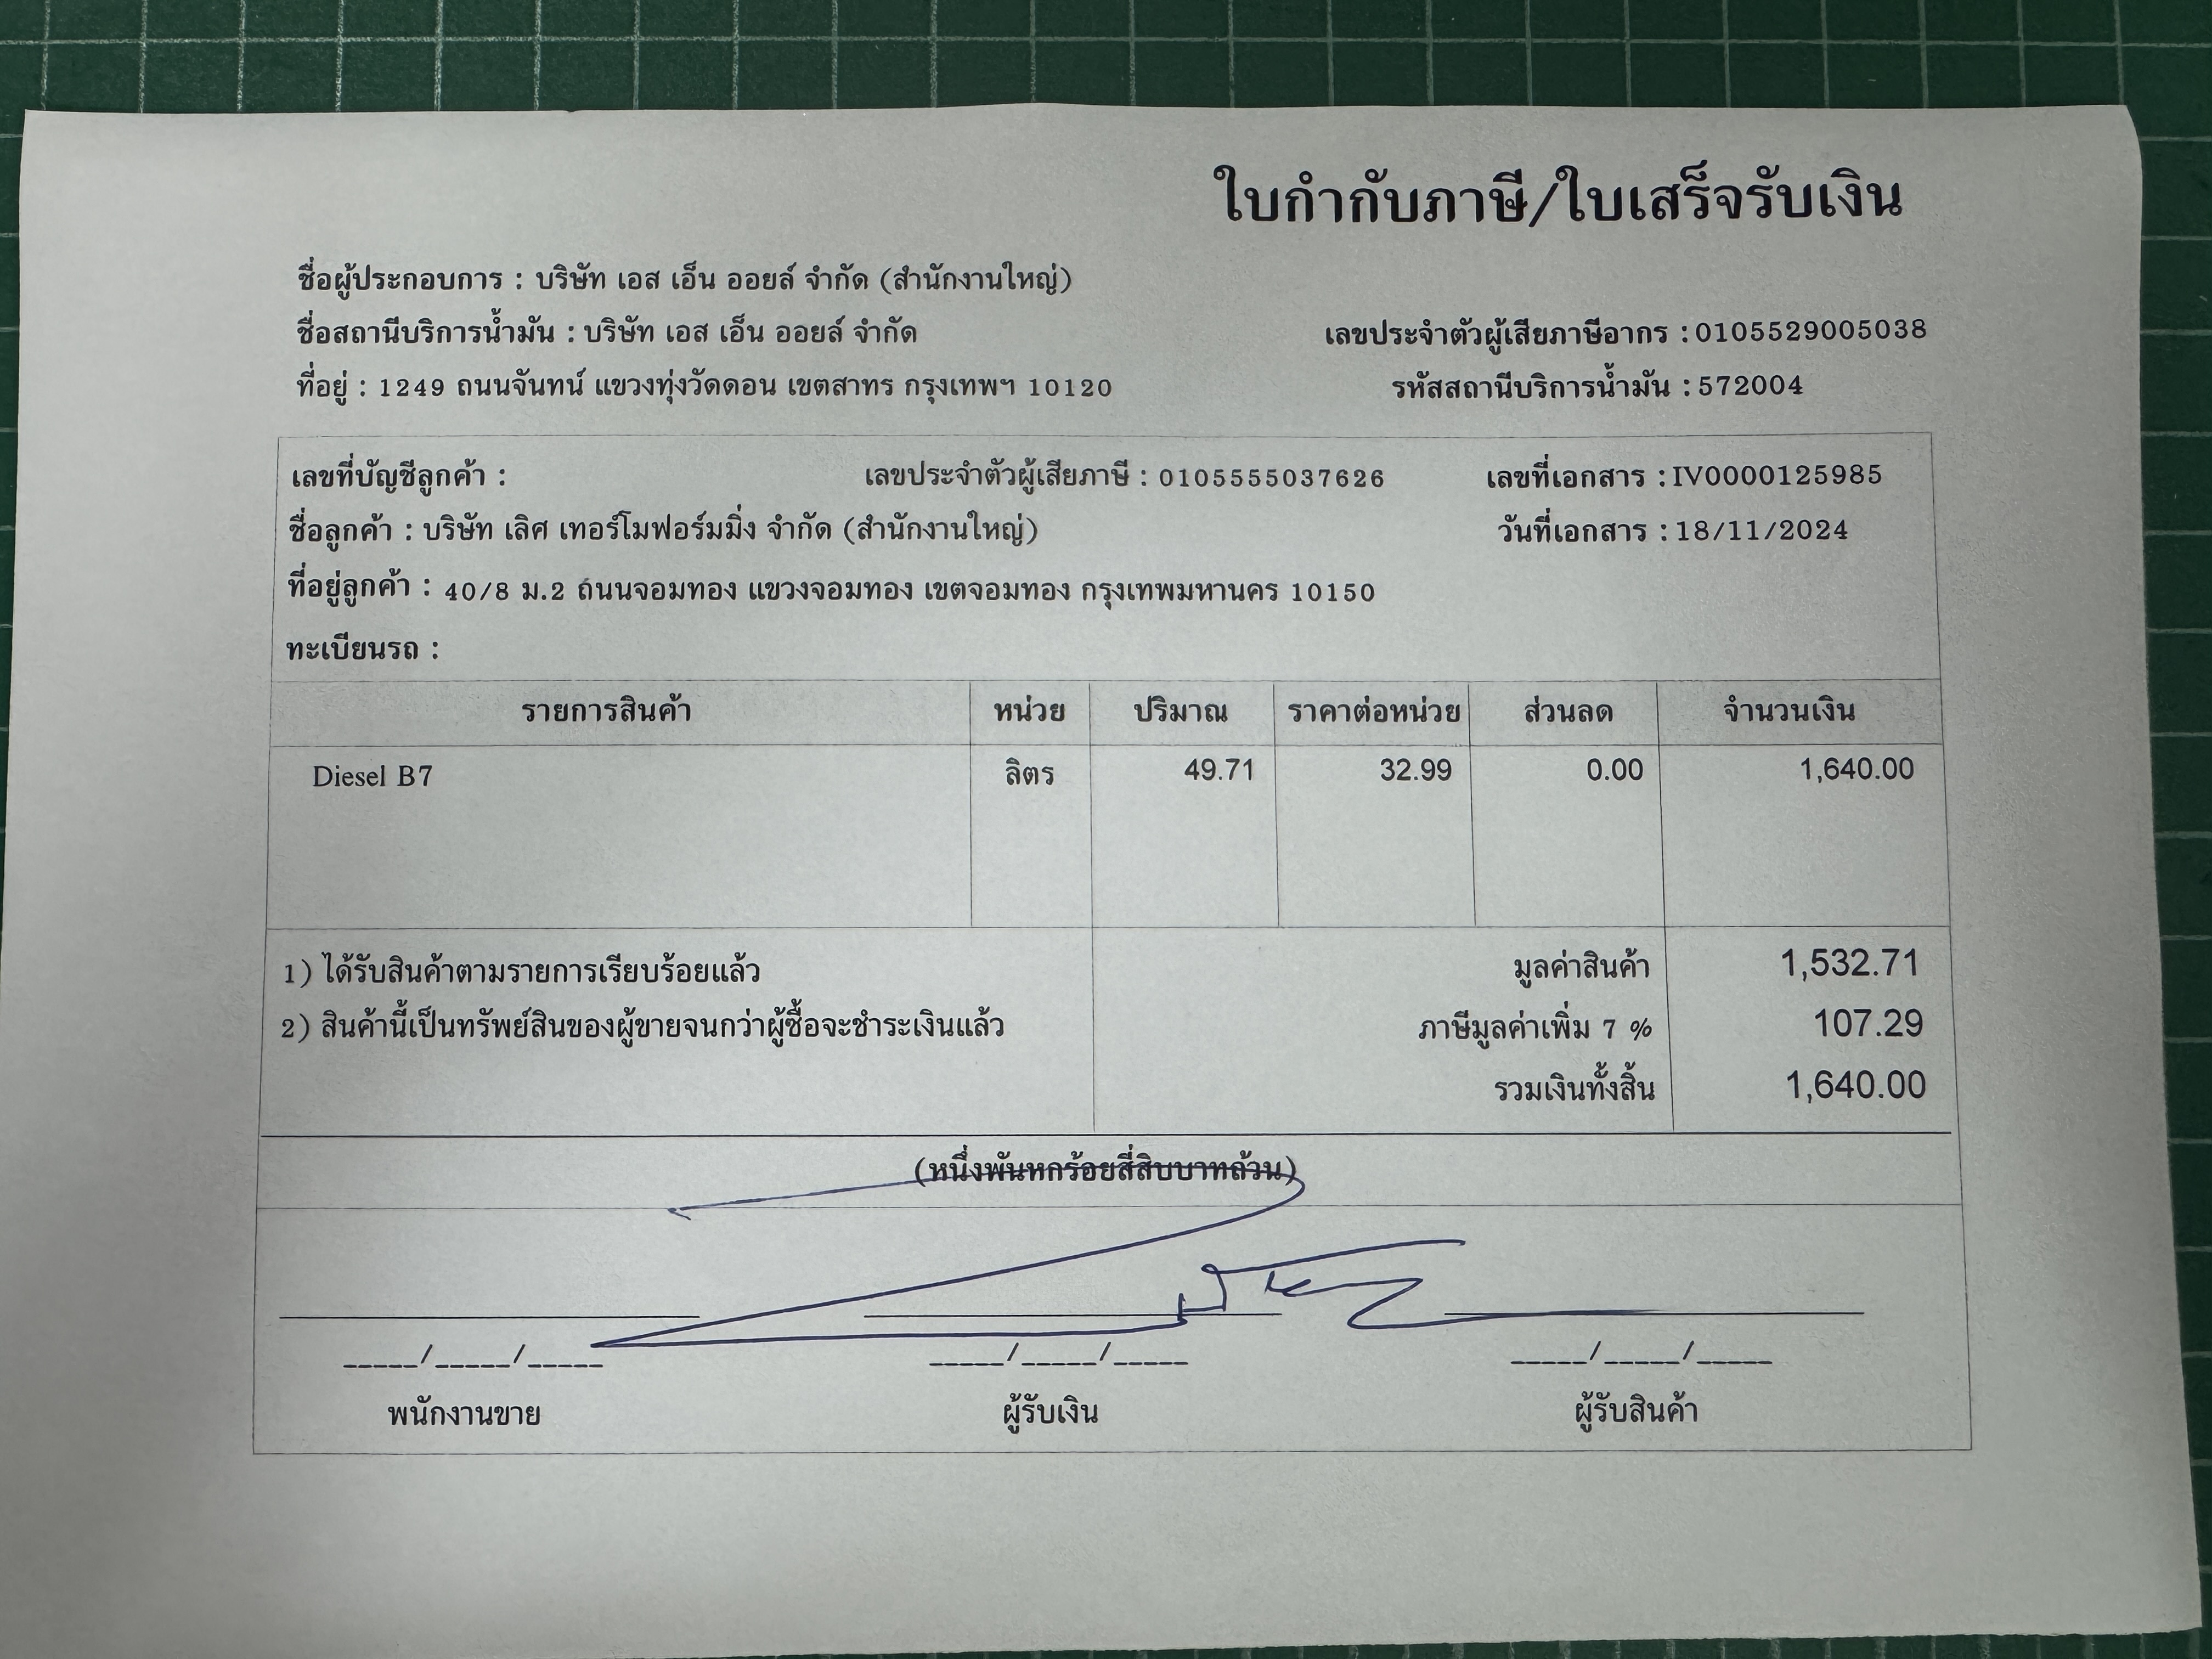 ใบกำกับภาษี/ใบเสร็จรับเงิน
ชื่อผู้ประกอบการ : บริษัท เอส เอ็น ออยล์ จำกัด (สำนักงานใหญ่)
ชื่อสถานีบริการน้ำมัน : บริษัท เอส เอ็น ออยล์ จำกัด เลขประจำตัวผู้เสียภาษีอากร : 0105529005038
ที่อยู่ : 1249 ถนนจันทน์ แขวงทุ่งวัดดอน เขตสาทร กรุงเทพฯ 10120 รหัสสถานีบริการน้ำมัน : 572004
เลขที่บัญชีลูกค้า : เลขประจำตัวผู้เสียภาษี : 0105555037626 เลขที่เอกสาร : IV0000125985
ชื่อลูกค้า : บริษัท เลิศ เทอร์โมฟอร์มมิ่ง จำกัด (สำนักงานใหญ่) วันที่เอกสาร : 18/11/2024
ที่อยู่ลูกค้า : 40/8 ม.2 ถนนจอมทอง แขวงจอมทอง เขตจอมทอง กรุงเทพมหานคร 10150
ทะเบียนรถ :
รายการสินค้า หน่วย ปริมาณ ราคาต่อหน่วย ส่วนลด จำนวนเงิน
Diesel B7 ลิตร 49.71 32.99 0.00 1,640.00
1) ได้รับสินค้าตามรายการเรียบร้อยแล้ว มูลค่าสินค้า 1,532.71
2) สินค้านี้เป็นทรัพย์สินของผู้ขายจนกว่าผู้ซื้อจะชำระเงินแล้ว ภาษีมูลค่าเพิ่ม 7 % 107.29
รวมเงินทั้งสิ้น 1,640.00
(หนึ่งพันหกร้อยสี่สิบบาทถ้วน)
_____/_____/_____ _____/_____/_____ _____/_____/_____
พนักงานขาย ผู้รับเงิน ผู้รับสินค้า